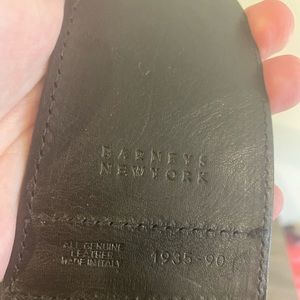 BARNEYS
NEW YORK
ALL GENUINE
LEATHER
MADE IN ITALY
1935-90